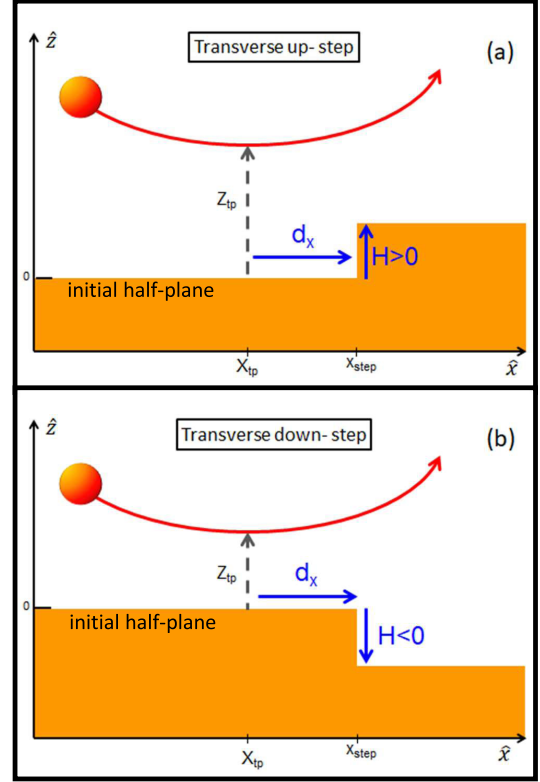 ẑ
Transverse up- step
(a)
Z_tp
d_x
H>0
0
initial half-plane
X_tp
x_step
x̂
ẑ
Transverse down- step
(b)
Z_tp
d_x
0
initial half-plane
H<0
X_tp
x_step
x̂